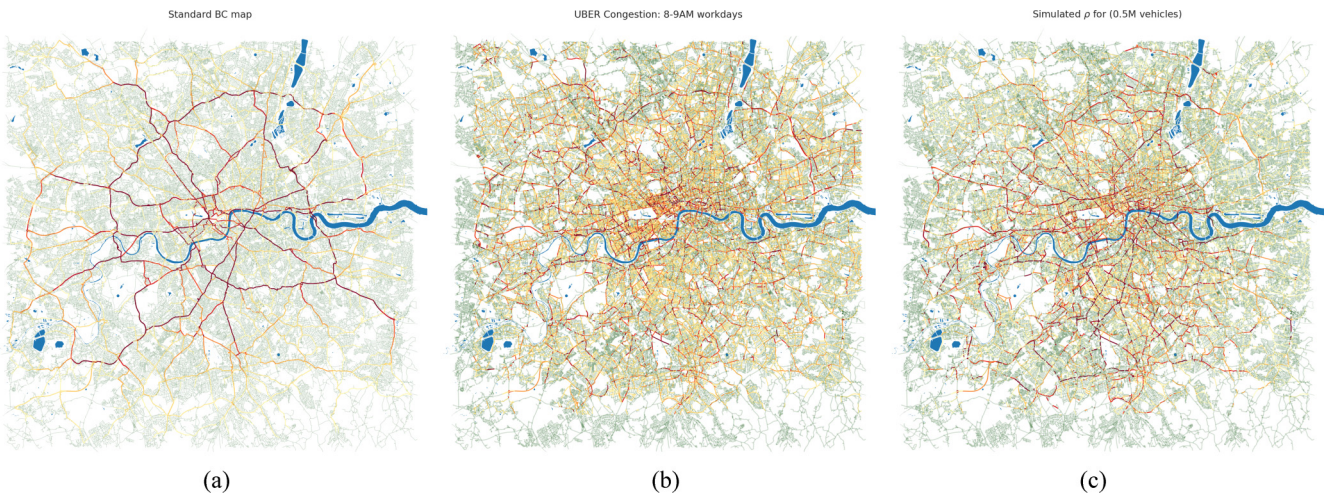 Standard BC map
UBER Congestion: 8-9AM workdays
Simulated ρ for (0.5M vehicles)
(a)
(b)
(c)